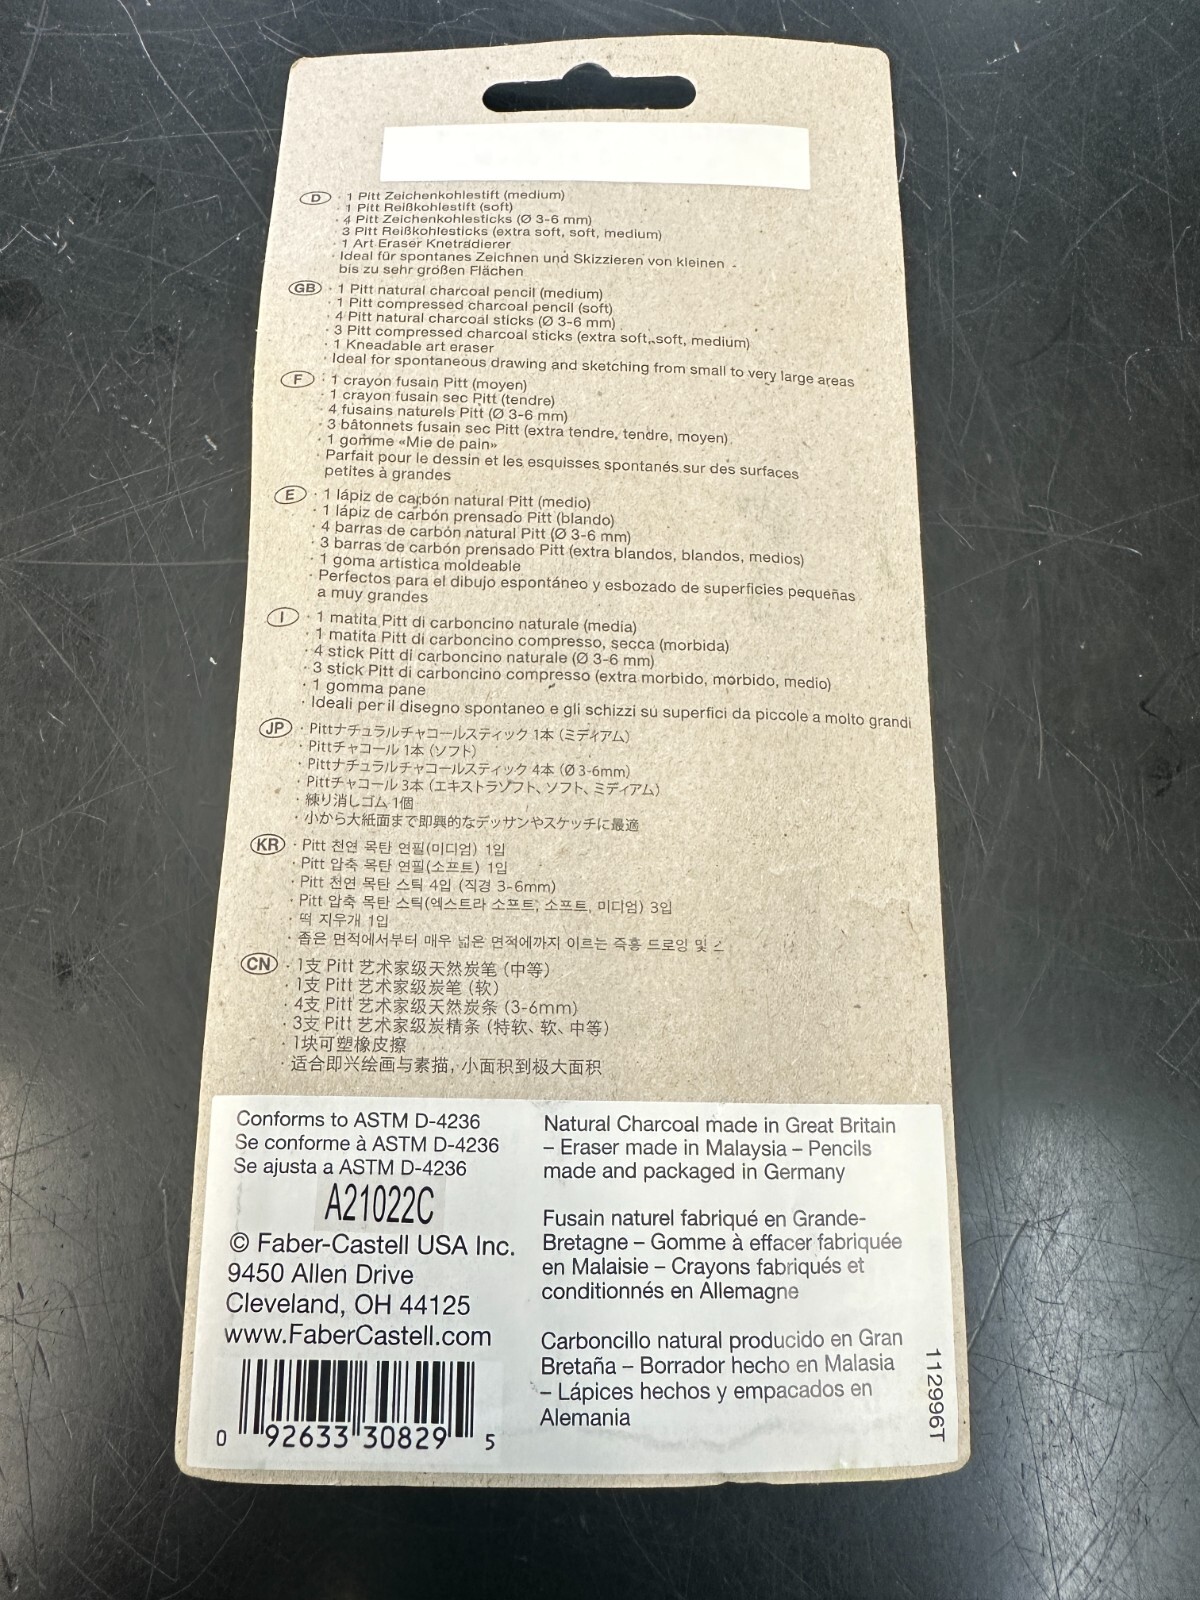 D · 1 Pitt Zeichenkohlestift (medium)
· 1 Pitt Reißkohlestift (soft)
· 4 Pitt Zeichenkohlesticks (Ø 3-6 mm)
· 3 Pitt Reißkohlesticks (extra soft, soft, medium)
· 1 Art Eraser Knetradierer
· Ideal für spontanes Zeichnen und Skizzieren von kleinen
bis zu sehr großen Flächen
GB · 1 Pitt natural charcoal pencil (medium)
· 1 Pitt compressed charcoal pencil (soft)
· 4 Pitt natural charcoal sticks (Ø 3-6 mm)
· 3 Pitt compressed charcoal sticks (extra soft, soft, medium)
· 1 Kneadable art eraser
· Ideal for spontaneous drawing and sketching from small to very large areas
F · 1 crayon fusain Pitt (moyen)
· 1 crayon fusain sec Pitt (tendre)
· 4 fusains naturels Pitt (Ø 3-6 mm)
· 3 bâtonnets fusain sec Pitt (extra tendre, tendre, moyen)
· 1 gomme «Mie de pain»
· Parfait pour le dessin et les esquisses spontanés sur des surfaces
petites à grandes
E · 1 lápiz de carbón natural Pitt (medio)
· 1 lápiz de carbón prensado Pitt (blando)
· 4 barras de carbón natural Pitt (Ø 3-6 mm)
· 3 barras de carbón prensado Pitt (extra blandos, blandos, medios)
· 1 goma artistica moldeable
· Perfectos para el dibujo espontáneo y esbozado de superficies pequeñas
a muy grandes
I · 1 matita Pitt di carboncino naturale (media)
· 1 matita Pitt di carboncino compresso, secca (morbida)
· 4 stick Pitt di carboncino naturale (Ø 3-6 mm)
· 3 stick Pitt di carboncino compresso (extra morbido, morbido, medio)
· 1 gomma pane
· Ideali per il disegno spontaneo e gli schizzi su superfici da piccole a molto grandi
JP · Pittナチュラルチャコールスティック 1本 (ミディアム)
· Pittチャコール 1本 (ソフト)
· Pittナチュラルチャコールスティック 4本 (Ø 3-6mm)
· Pittチャコール 3本 (エキストラソフト、ソフト、ミディアム)
· 練り消しゴム 1個
· 小から大紙面まで即興的なデッサンやスケッチに最適
KR · Pitt 천연 목탄 연필(미디엄) 1입
· Pitt 압축 목탄 연필(소프트) 1입
· Pitt 천연 목탄 스틱 4입 (직경 3-6mm)
· Pitt 압축 목탄 스틱(엑스트라 소프트, 소프트, 미디엄) 3입
· 떡 지우개 1입
· 좁은 면적에서부터 매우 넓은 면적에까지 이르는 즉흥 드로잉 및
CN · 1支 Pitt 艺术家级天然炭笔 (中等)
· 1支 Pitt 艺术家级炭笔 (软)
· 4支 Pitt 艺术家级天然炭条 (3-6mm)
· 3支 Pitt 艺术家级炭精条 (特软、软、中等)
· 1块可塑橡皮擦
· 适合即兴绘画与素描, 小面积到极大面积
Conforms to ASTM D-4236
Se conforme à ASTM D-4236
Se ajusta a ASTM D-4236
A21022C
© Faber-Castell USA Inc.
9450 Allen Drive
Cleveland, OH 44125
www.FaberCastell.com
0 92633 30829 5
Natural Charcoal made in Great Britain
– Eraser made in Malaysia – Pencils
made and packaged in Germany
Fusain naturel fabriqué en Grande-
Bretagne – Gomme à effacer fabriquée
en Malaisie – Crayons fabriqués et
conditionnés en Allemagne
Carboncillo natural producido en Gran
Bretaña – Borrador hecho en Malasia
– Lápices hechos y empacados en
Alemania
112996T